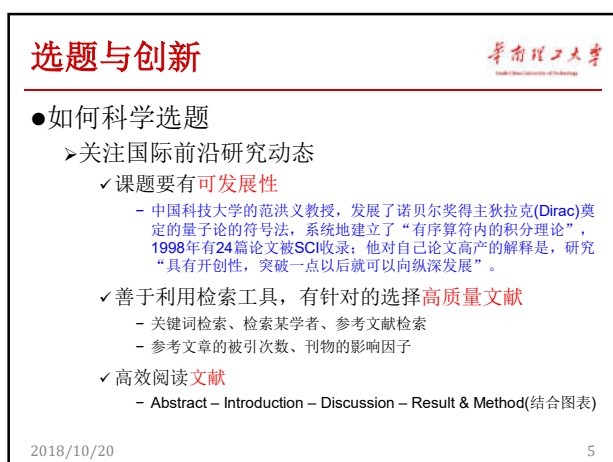 选题与创新
华南理工大学
South China University of Technology
●如何科学选题
➢关注国际前沿研究动态
✓课题要有可发展性
− 中国科技大学的范洪义教授，发展了诺贝尔奖得主狄拉克(Dirac)奠
定的量子论的符号法，系统地建立了“有序算符内的积分理论”，
1998年有24篇论文被SCI收录；他对自己论文高产的解释是，研究
“具有开创性，突破一点以后就可以向纵深发展”。
✓善于利用检索工具，有针对的选择高质量文献
− 关键词检索、检索某学者、参考文献检索
− 参考文章的被引次数、刊物的影响因子
✓高效阅读文献
− Abstract – Introduction – Discussion – Result & Method(结合图表)
2018/10/20
5